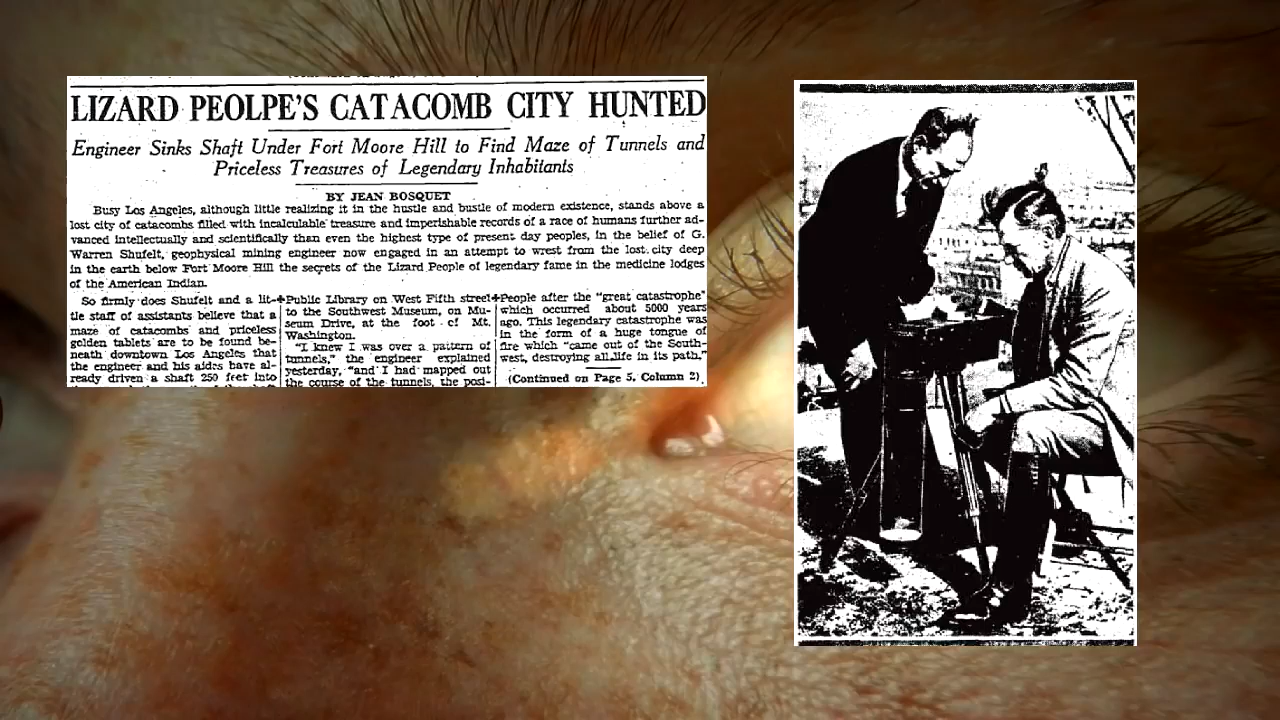 LIZARD PEOLPE'S CATACOMB CITY HUNTED
Engineer Sinks Shaft Under Fort Moore Hill to Find Maze of Tunnels and
Priceless Treasures of Legendary Inhabitants
BY JEAN BOSQUET
Busy Los Angeles, although little realizing it in the hustle and bustle of modern existence, stands above a
lost city of catacombs filled with incalculable treasure and imperishable records of a race of humans further ad-
vanced intellectually and scientifically than even the highest type of present day peoples, in the belief of G.
Warren Shufelt, geophysical mining engineer now engaged in an attempt to wrest from the lost city deep
in the earth below Fort Moore Hill the secrets of the Lizard People of legendary fame in the medicine lodges
of the American Indian.
So firmly does Shufelt and a lit-
tle staff of assistants believe that a
maze of catacombs and priceless
golden tablets are to be found be-
neath downtown Los Angeles that
the engineer and his aides have al-
ready driven a shaft 250 feet into
Public Library on West Fifth street
to the Southwest Museum, on Mu-
seum Drive, at the foot of Mt.
Washington.
"I knew I was over a pattern of
tunnels," the engineer explained
yesterday, "and I had mapped out
the course of the tunnels, the posi-
People after the "great catastrophe"
which occurred about 5000 years
ago. This legendary catastrophe was
in the form of a huge tongue of
fire which "came out of the South-
west, destroying all life in its path,"
(Continued on Page 5, Column 2)